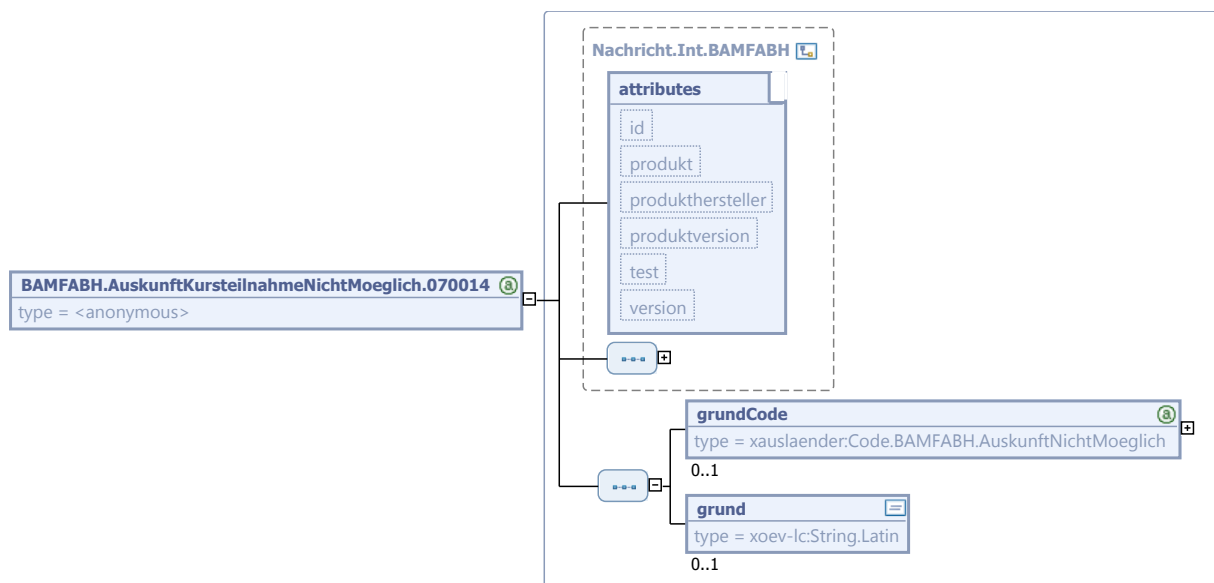 Nachricht.Int.BAMFABH
attributes
id
produkt
produkthersteller
produktversion
test
version
BAMFABH.AuskunftKursteilnahmeNichtMoeglich.070014 a
type = <anonymous>
grundCode a
type = xauslaender:Code.BAMFABH.AuskunftNichtMoeglich
0..1
grund
type = xoev-lc:String.Latin
0..1